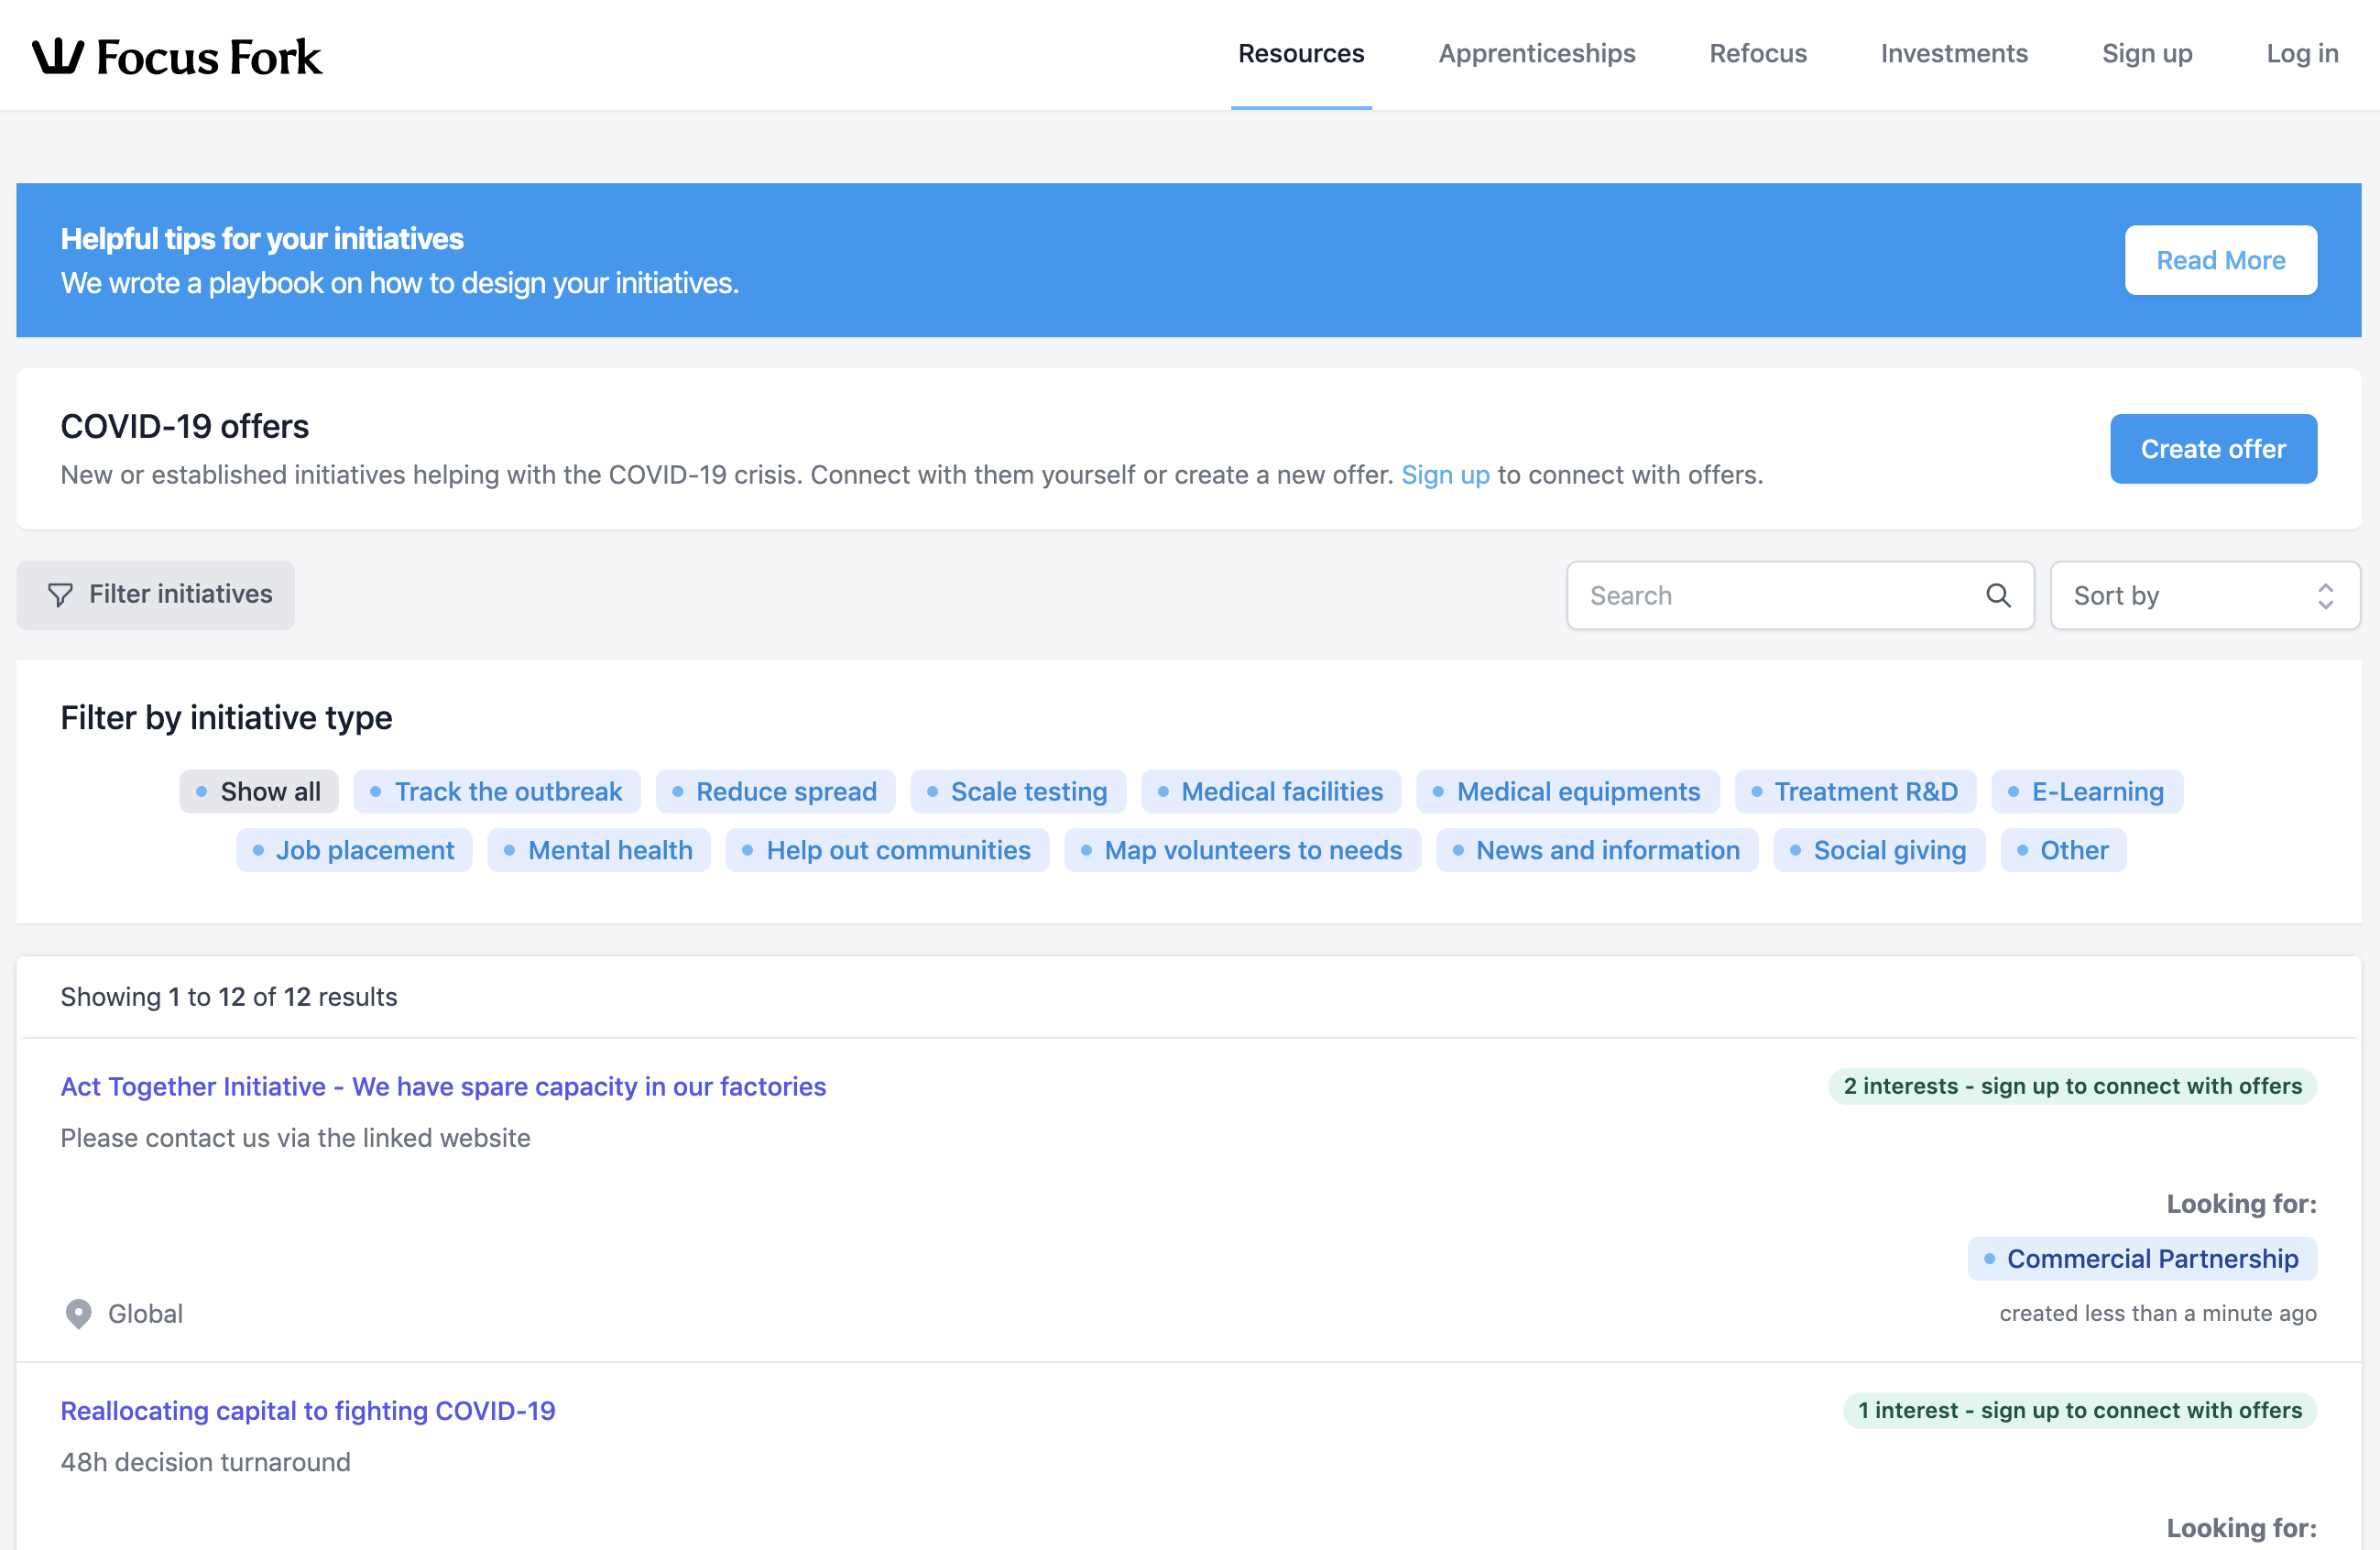 Focus Fork
Resources
Apprenticeships
Refocus
Investments
Sign up
Log in
Helpful tips for your initiatives
We wrote a playbook on how to design your initiatives.
Read More
COVID-19 offers
New or established initiatives helping with the COVID-19 crisis. Connect with them yourself or create a new offer. Sign up to connect with offers.
Create offer
Filter initiatives
Search
Sort by
Filter by initiative type
Show all
Track the outbreak
Reduce spread
Scale testing
Medical facilities
Medical equipments
Treatment R&D
E-Learning
Job placement
Mental health
Help out communities
Map volunteers to needs
News and information
Social giving
Other
Showing 1 to 12 of 12 results
Act Together Initiative - We have spare capacity in our factories
2 interests - sign up to connect with offers
Please contact us via the linked website
Looking for:
Commercial Partnership
Global
created less than a minute ago
Reallocating capital to fighting COVID-19
1 interest - sign up to connect with offers
48h decision turnaround
Looking for: